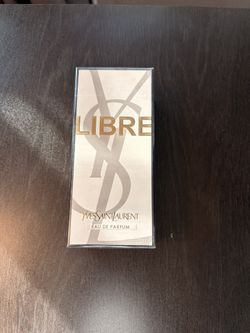 LIBRE
YVESSAINTLAURENT
EAU DE PARFUM